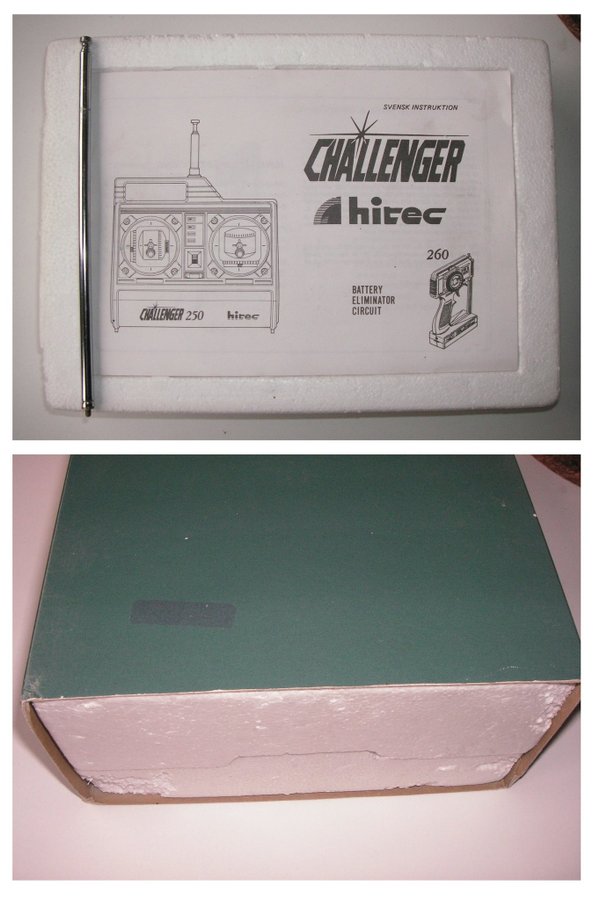 SVENSK INSTRUKTION
CHALLENGER
hitec
260
BATTERY
ELIMINATOR
CIRCUIT
CHALLENGER 250 hitec